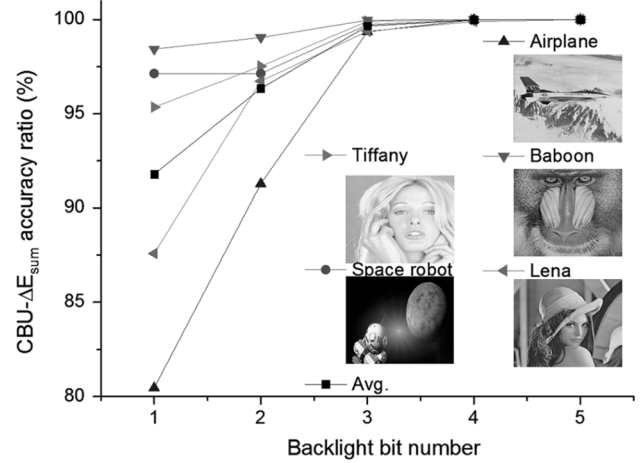 CBU-ΔEsum accuracy ratio (%)
100
95
90
85
80
1
2
3
4
5
Backlight bit number
Airplane
Tiffany
Baboon
Space robot
Lena
Avg.